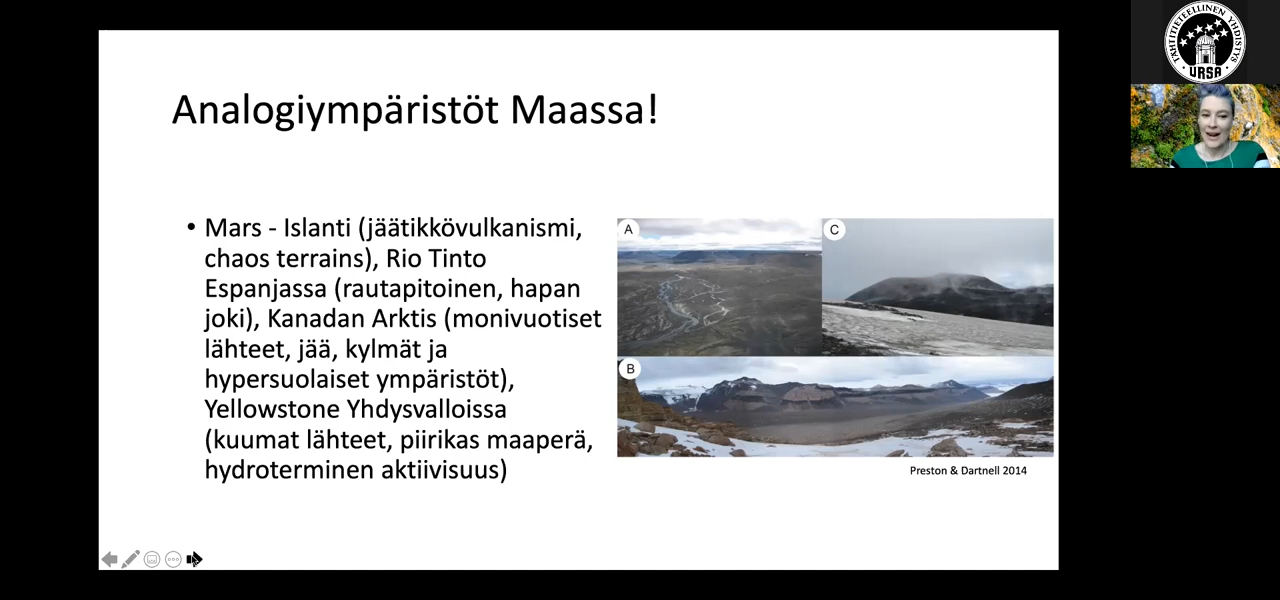 Analogiympäristöt Maassa!
• Mars - Islanti (jäätikkövulkanismi,
chaos terrains), Rio Tinto
Espanjassa (rautapitoinen, hapan
joki), Kanadan Arktis (monivuotiset
lähteet, jää, kylmät ja
hypersuolaiset ympäristöt),
Yellowstone Yhdysvalloissa
(kuumat lähteet, piirikas maaperä,
hydroterminen aktiivisuus)
A
C
B
Preston & Dartnell 2014
TÄHTITIETEELLINEN YHDISTYS
URSA